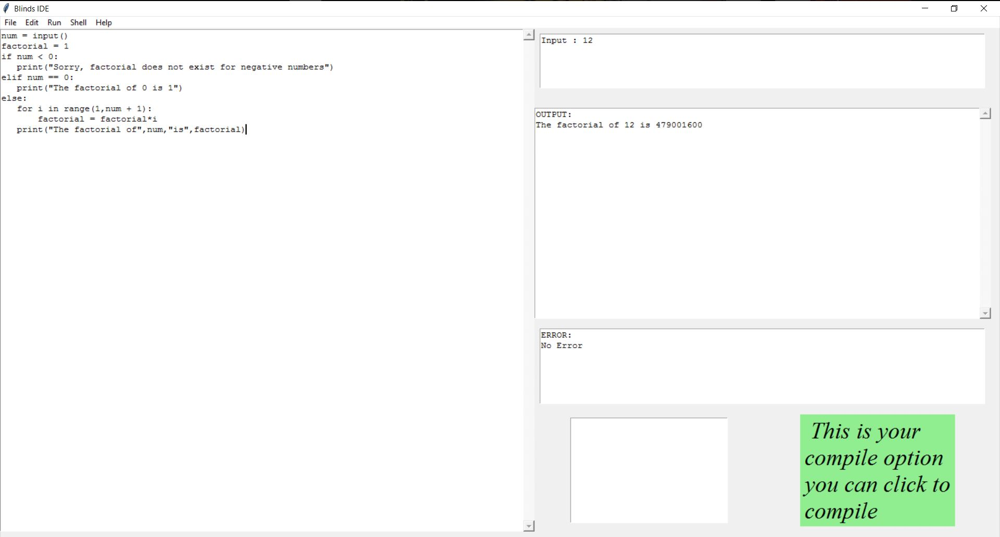 Blinds IDE
File Edit Run Shell Help
num = input()
factorial = 1
if num < 0:
   print("Sorry, factorial does not exist for negative numbers")
elif num == 0:
   print("The factorial of 0 is 1")
else:
   for i in range(1,num + 1):
       factorial = factorial*i
   print("The factorial of",num,"is",factorial)
Input : 12
OUTPUT:
The factorial of 12 is 479001600
ERROR:
No Error
This is your
compile option
you can click to
compile